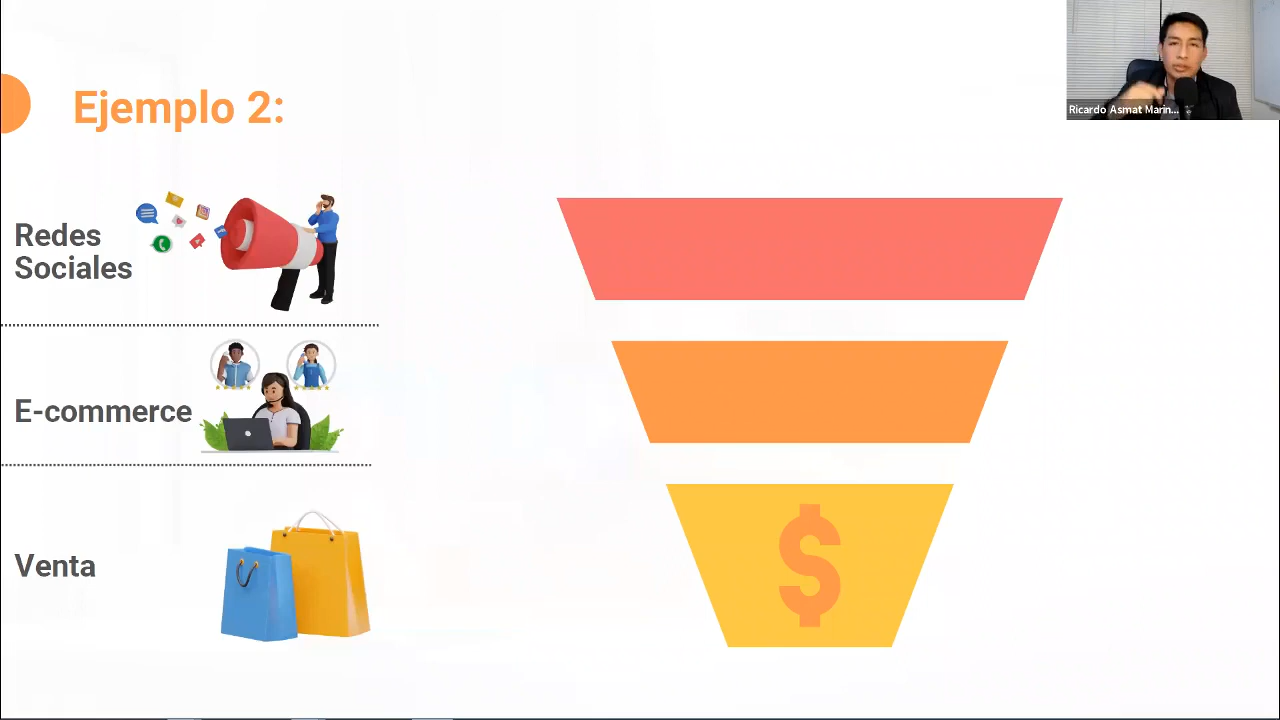 Ricardo Asmat Marin...
Ejemplo 2:
Redes
Sociales
E-commerce
Venta
$